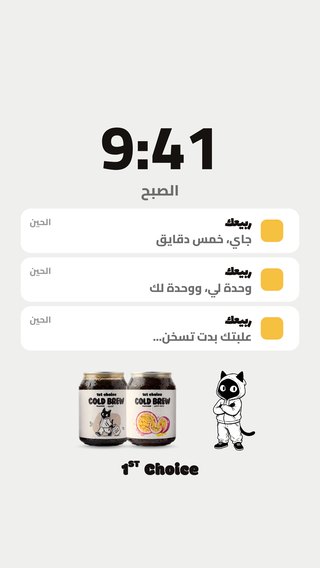 9:41
الصبح
ربيعك
الحين
جاي، خمس دقايق
ربيعك
الحين
وحدة لي، ووحدة لك
ربيعك
الحين
علبتك بدت تسخن...
1st choice
COLD BREW
1st choice
COLD BREW
1ST Choice